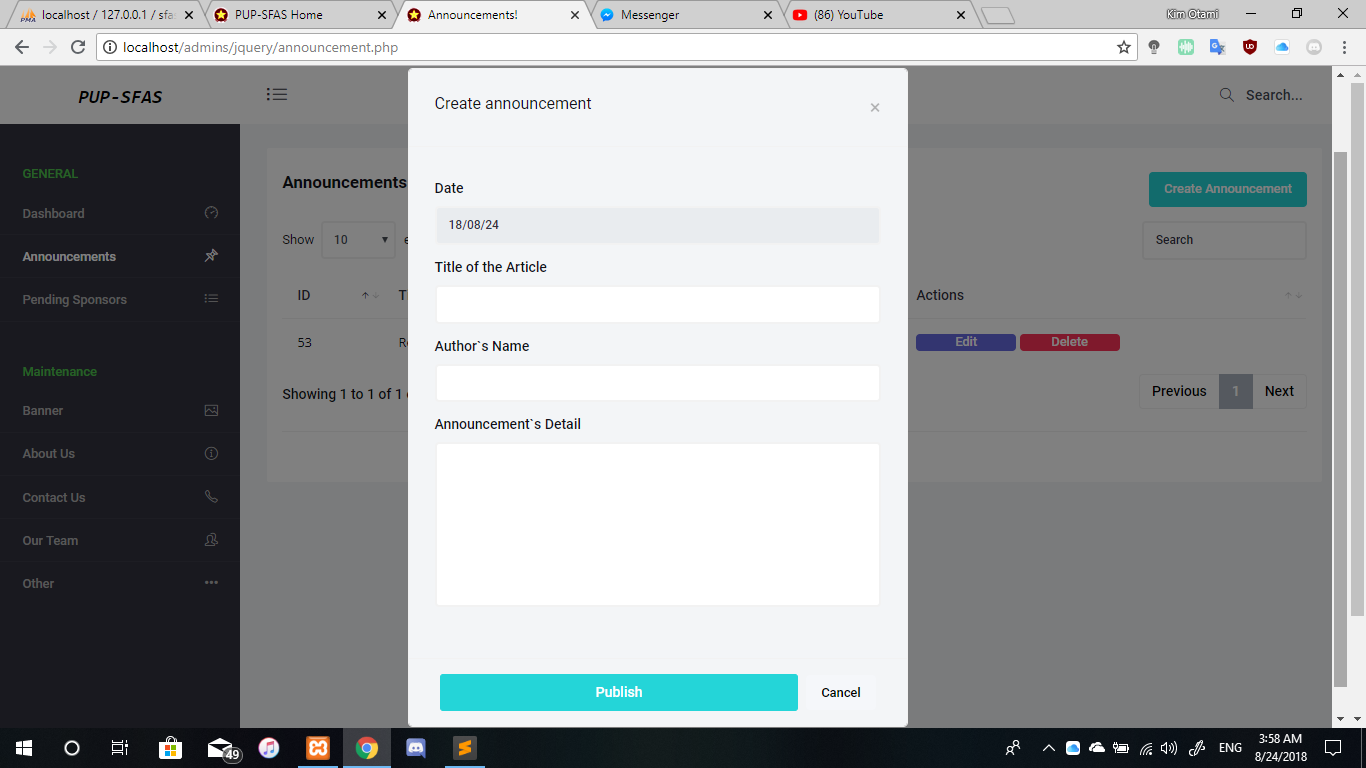 localhost / 127.0.0.1 / sfa
PUP-SFAS Home
Announcements!
Messenger
(86) YouTube
Kim Otami
localhost/admins/jquery/announcement.php
PUP-SFAS
Search...
Create announcement
×
GENERAL
Dashboard
Announcements
Pending Sponsors
Maintenance
Banner
About Us
Contact Us
Our Team
Other
Announcements
Create Announcement
Show 10 e
Search
ID
T
Actions
53
Re
Edit
Delete
Showing 1 to 1 of 1
Previous 1 Next
Date
18/08/24
Title of the Article
Author`s Name
Announcement`s Detail
Publish
Cancel
49
ENG
3:58 AM
8/24/2018